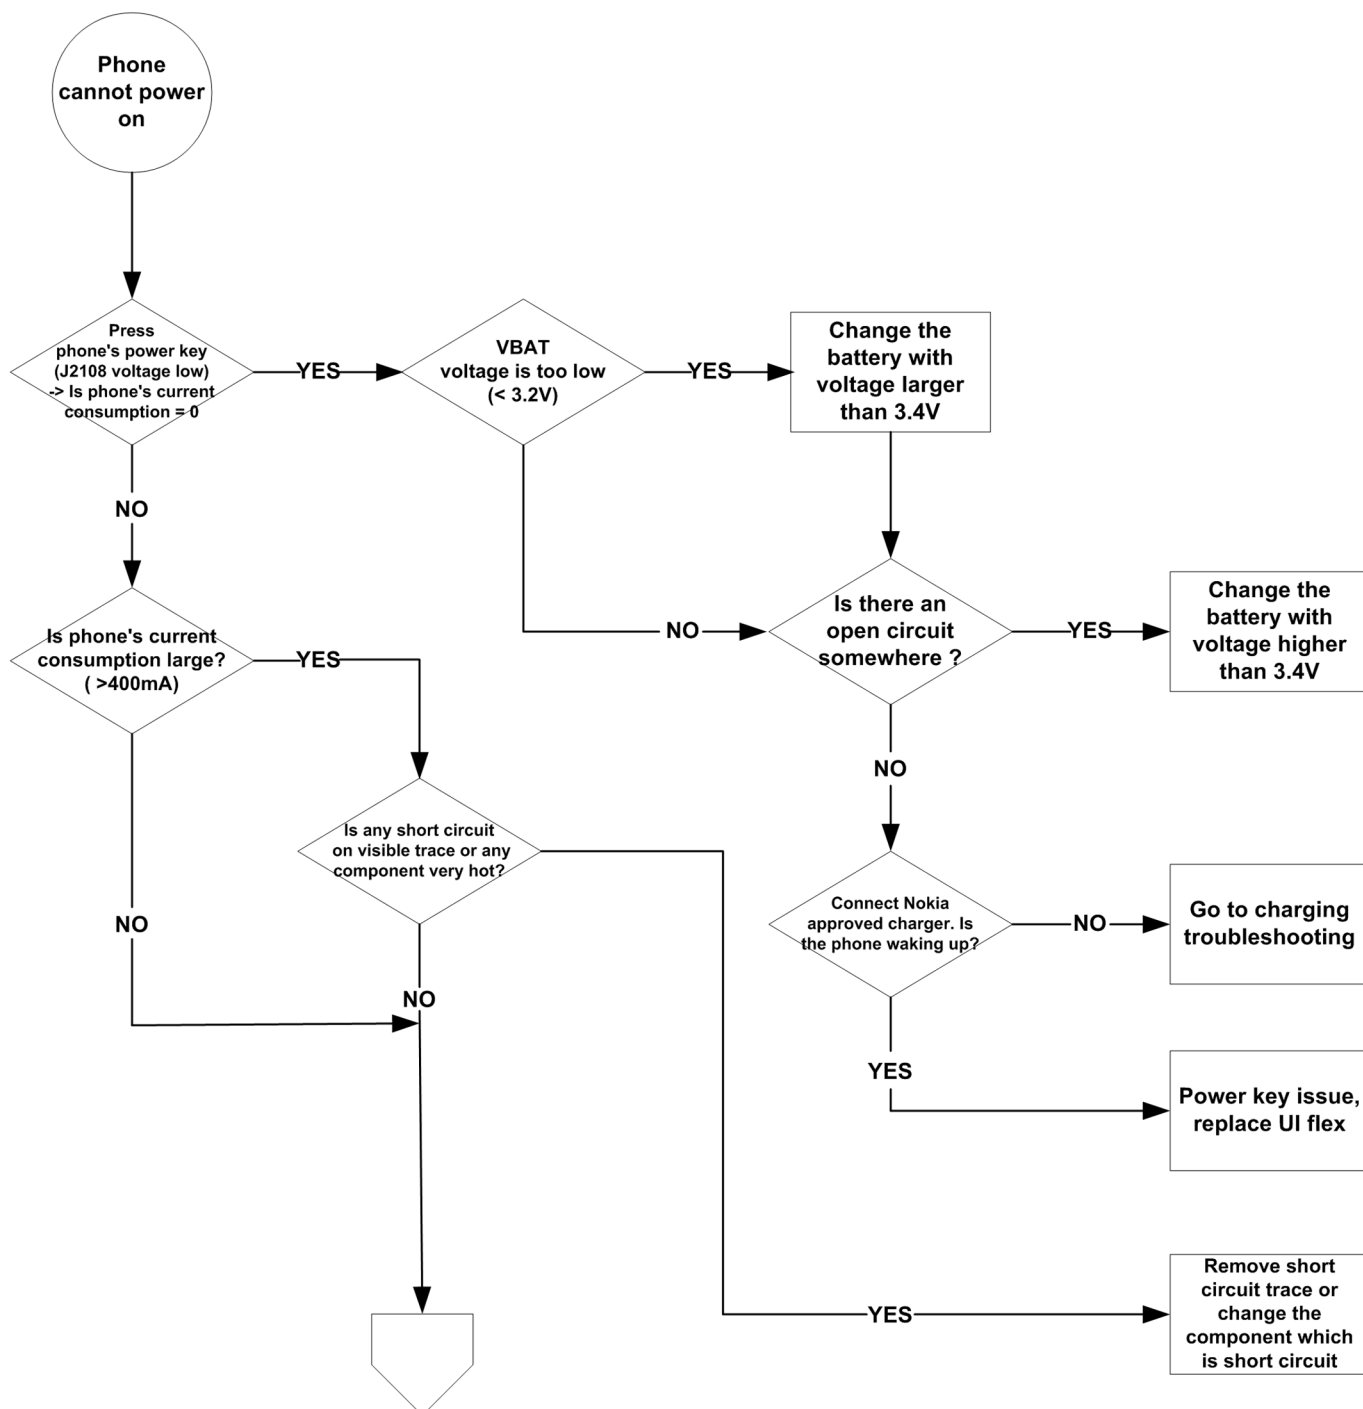 Phone
cannot power
on
Press
phone's power key
(J2108 voltage low)
-> Is phone's current
consumption = 0
YES
VBAT
voltage is too low
(< 3.2V)
YES
Change the
battery with
voltage larger
than 3.4V
NO
Is phone's current
consumption large?
( >400mA)
YES
NO
Is there an
open circuit
somewhere ?
YES
Change the
battery with
voltage higher
than 3.4V
NO
Is any short circuit
on visible trace or any
component very hot?
NO
NO
Connect Nokia
approved charger. Is
the phone waking up?
NO
Go to charging
troubleshooting
YES
Power key issue,
replace UI flex
YES
Remove short
circuit trace or
change the
component which
is short circuit